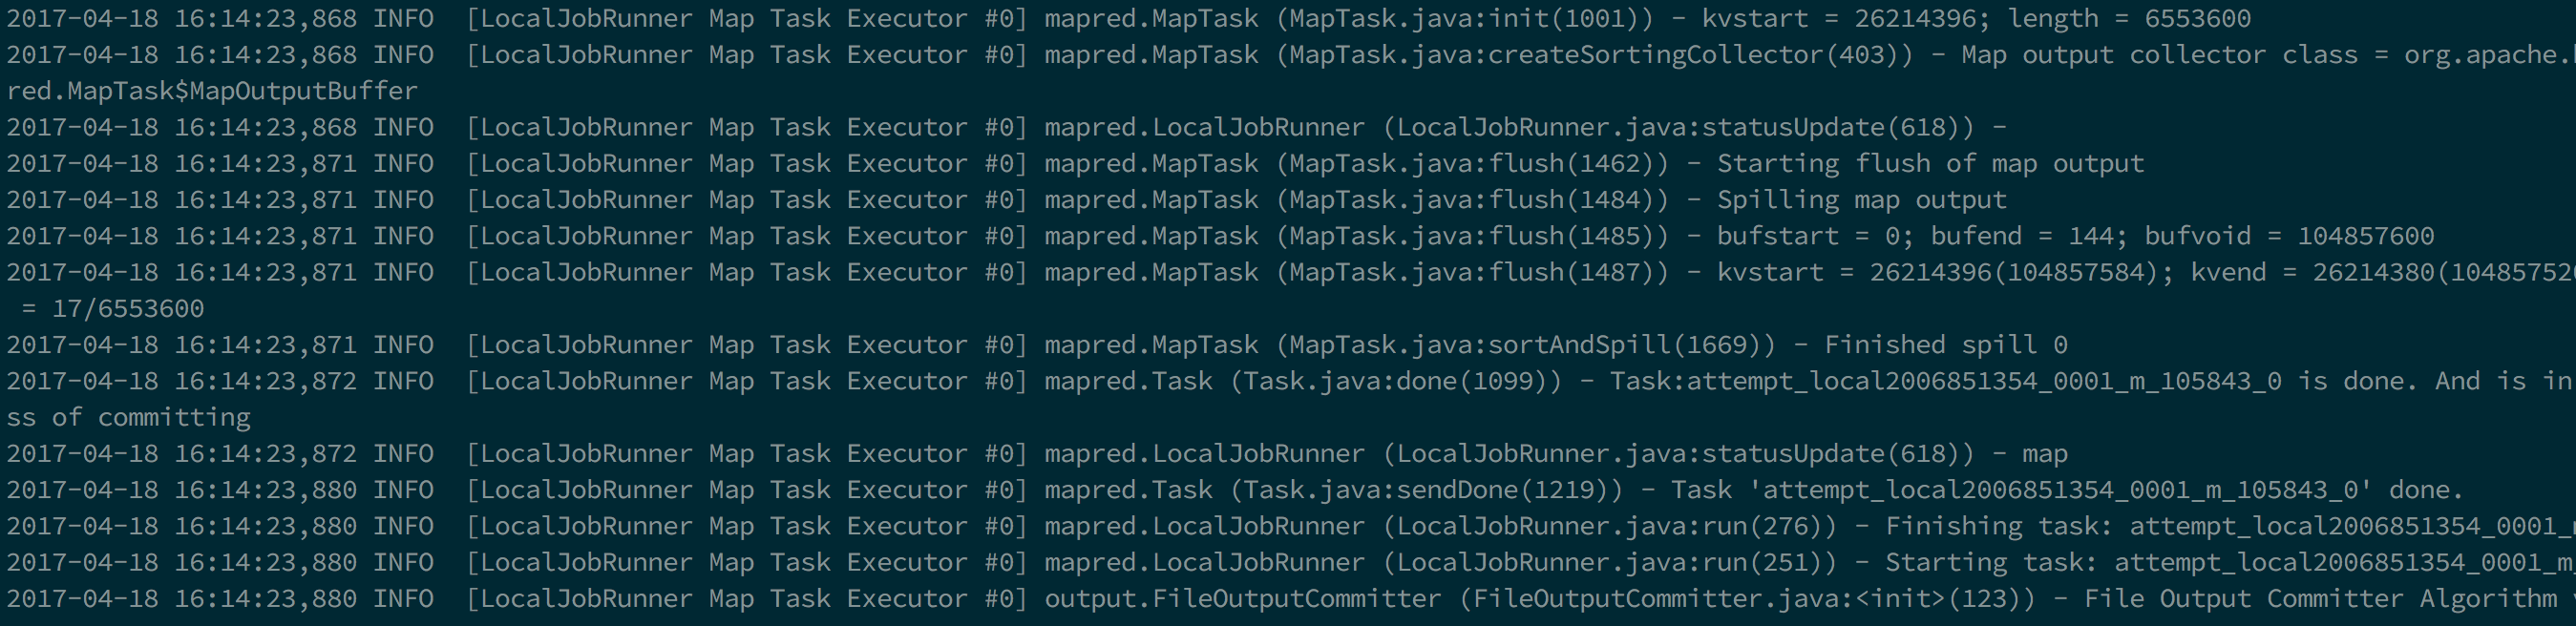 2017-04-18 16:14:23,868 INFO  [LocalJobRunner Map Task Executor #0] mapred.MapTask (MapTask.java:init(1001)) - kvstart = 26214396; length = 6553600
2017-04-18 16:14:23,868 INFO  [LocalJobRunner Map Task Executor #0] mapred.MapTask (MapTask.java:createSortingCollector(403)) - Map output collector class = org.apache.
red.MapTask$MapOutputBuffer
2017-04-18 16:14:23,868 INFO  [LocalJobRunner Map Task Executor #0] mapred.LocalJobRunner (LocalJobRunner.java:statusUpdate(618)) -
2017-04-18 16:14:23,871 INFO  [LocalJobRunner Map Task Executor #0] mapred.MapTask (MapTask.java:flush(1462)) - Starting flush of map output
2017-04-18 16:14:23,871 INFO  [LocalJobRunner Map Task Executor #0] mapred.MapTask (MapTask.java:flush(1484)) - Spilling map output
2017-04-18 16:14:23,871 INFO  [LocalJobRunner Map Task Executor #0] mapred.MapTask (MapTask.java:flush(1485)) - bufstart = 0; bufend = 144; bufvoid = 104857600
2017-04-18 16:14:23,871 INFO  [LocalJobRunner Map Task Executor #0] mapred.MapTask (MapTask.java:flush(1487)) - kvstart = 26214396(104857584); kvend = 26214380(10485752
 = 17/6553600
2017-04-18 16:14:23,871 INFO  [LocalJobRunner Map Task Executor #0] mapred.MapTask (MapTask.java:sortAndSpill(1669)) - Finished spill 0
2017-04-18 16:14:23,872 INFO  [LocalJobRunner Map Task Executor #0] mapred.Task (Task.java:done(1099)) - Task:attempt_local2006851354_0001_m_105843_0 is done. And is in
ss of committing
2017-04-18 16:14:23,872 INFO  [LocalJobRunner Map Task Executor #0] mapred.LocalJobRunner (LocalJobRunner.java:statusUpdate(618)) - map
2017-04-18 16:14:23,880 INFO  [LocalJobRunner Map Task Executor #0] mapred.Task (Task.java:sendDone(1219)) - Task 'attempt_local2006851354_0001_m_105843_0' done.
2017-04-18 16:14:23,880 INFO  [LocalJobRunner Map Task Executor #0] mapred.LocalJobRunner (LocalJobRunner.java:run(276)) - Finishing task: attempt_local2006851354_0001_
2017-04-18 16:14:23,880 INFO  [LocalJobRunner Map Task Executor #0] mapred.LocalJobRunner (LocalJobRunner.java:run(251)) - Starting task: attempt_local2006851354_0001_m_
2017-04-18 16:14:23,880 INFO  [LocalJobRunner Map Task Executor #0] output.FileOutputCommitter (FileOutputCommitter.java:<init>(123)) - File Output Committer Algorithm